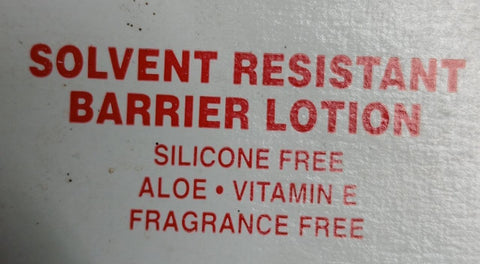 SOLVENT RESISTANT
BARRIER LOTION
SILICONE FREE
ALOE • VITAMIN E
FRAGRANCE FREE